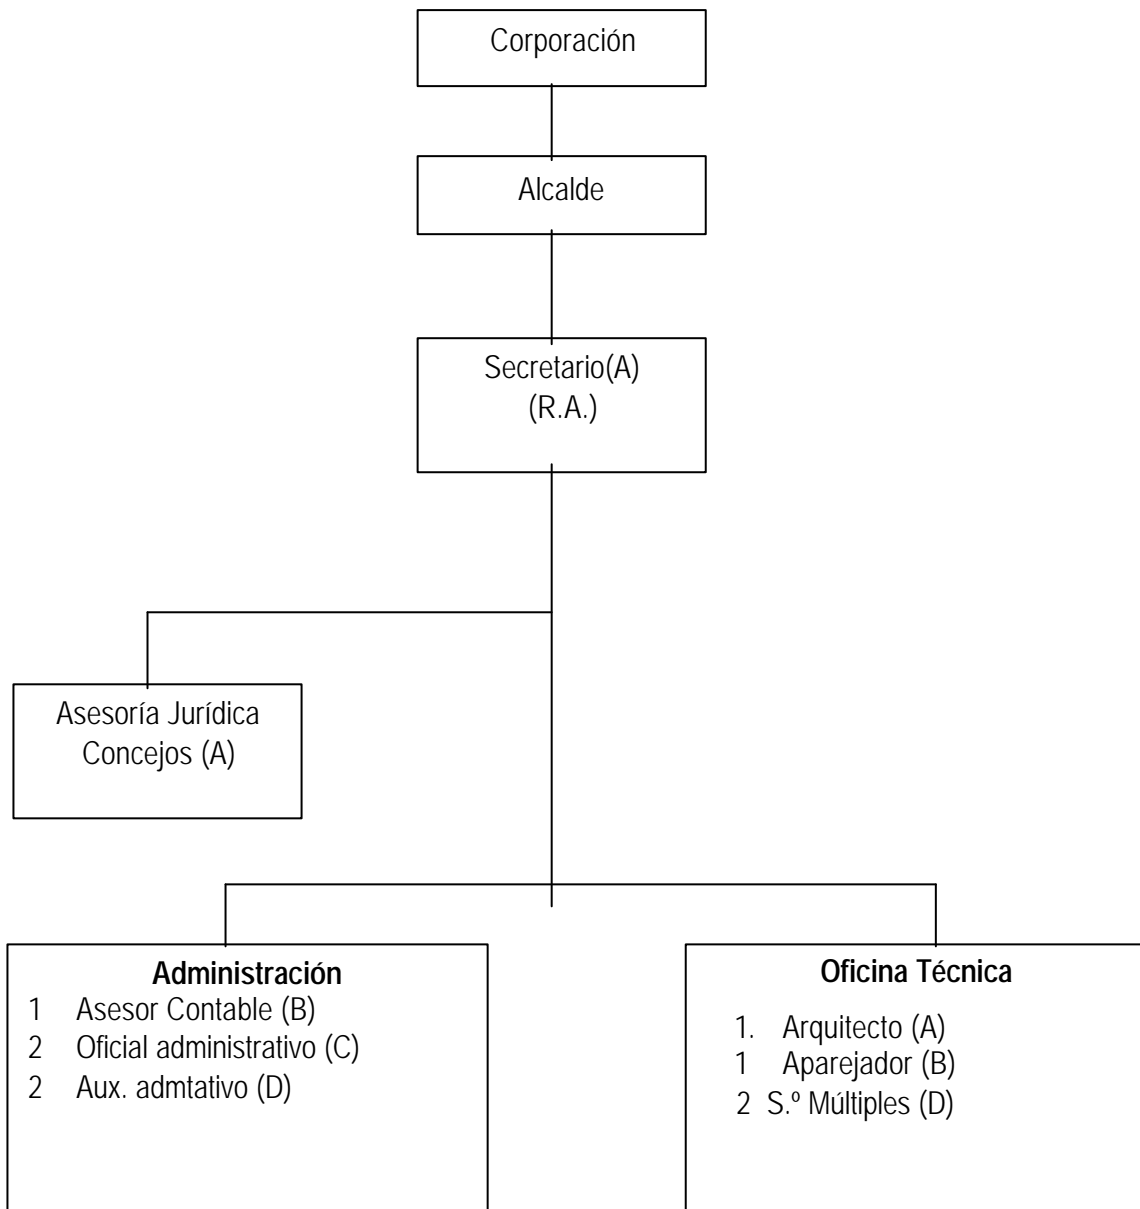 Corporación
Alcalde
Secretario(A)
(R.A.)
Asesoría Jurídica
Concejos (A)
Administración
1 Asesor Contable (B)
2 Oficial administrativo (C)
2 Aux. admtativo (D)
Oficina Técnica
1. Arquitecto (A)
1 Aparejador (B)
2 S.º Múltiples (D)